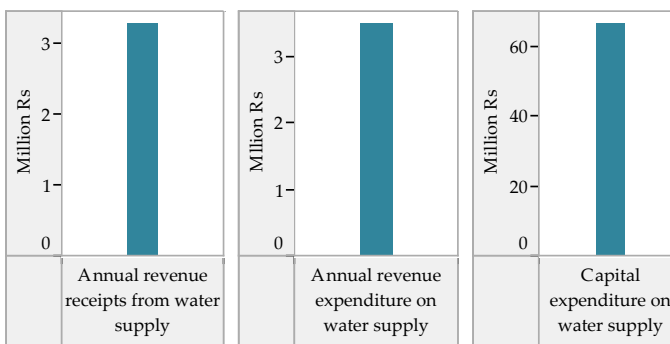 Million Rs
3
2
1
0
Annual revenue
receipts from water
supply
Million Rs
3
2
1
0
Annual revenue
expenditure on
water supply
Million Rs
60
40
20
0
Capital
expenditure on
water supply